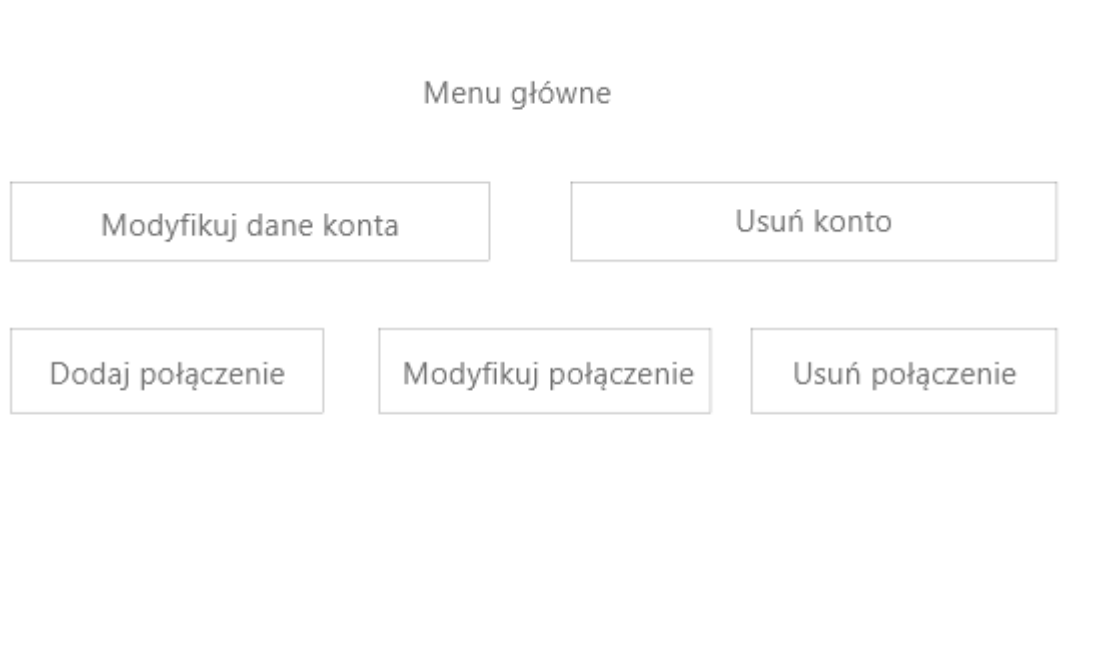 Menu główne
Modyfikuj dane konta
Usuń konto
Dodaj połączenie
Modyfikuj połączenie
Usuń połączenie